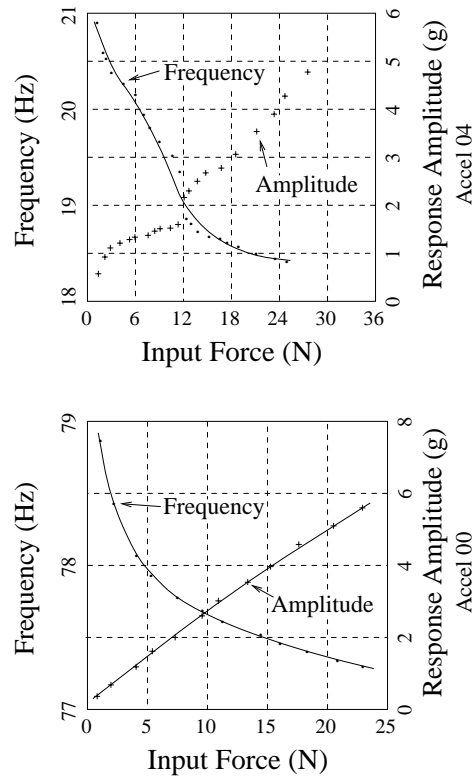 21
20
19
18
Frequency (Hz)
Frequency
Amplitude
6
5
4
3
2
1
0
Response Amplitude (g)
Accel 04
0 6 12 18 24 30 36
Input Force (N)
79
78
77
Frequency (Hz)
Frequency
Amplitude
8
6
4
2
0
Response Amplitude (g)
Accel 00
0 5 10 15 20 25
Input Force (N)